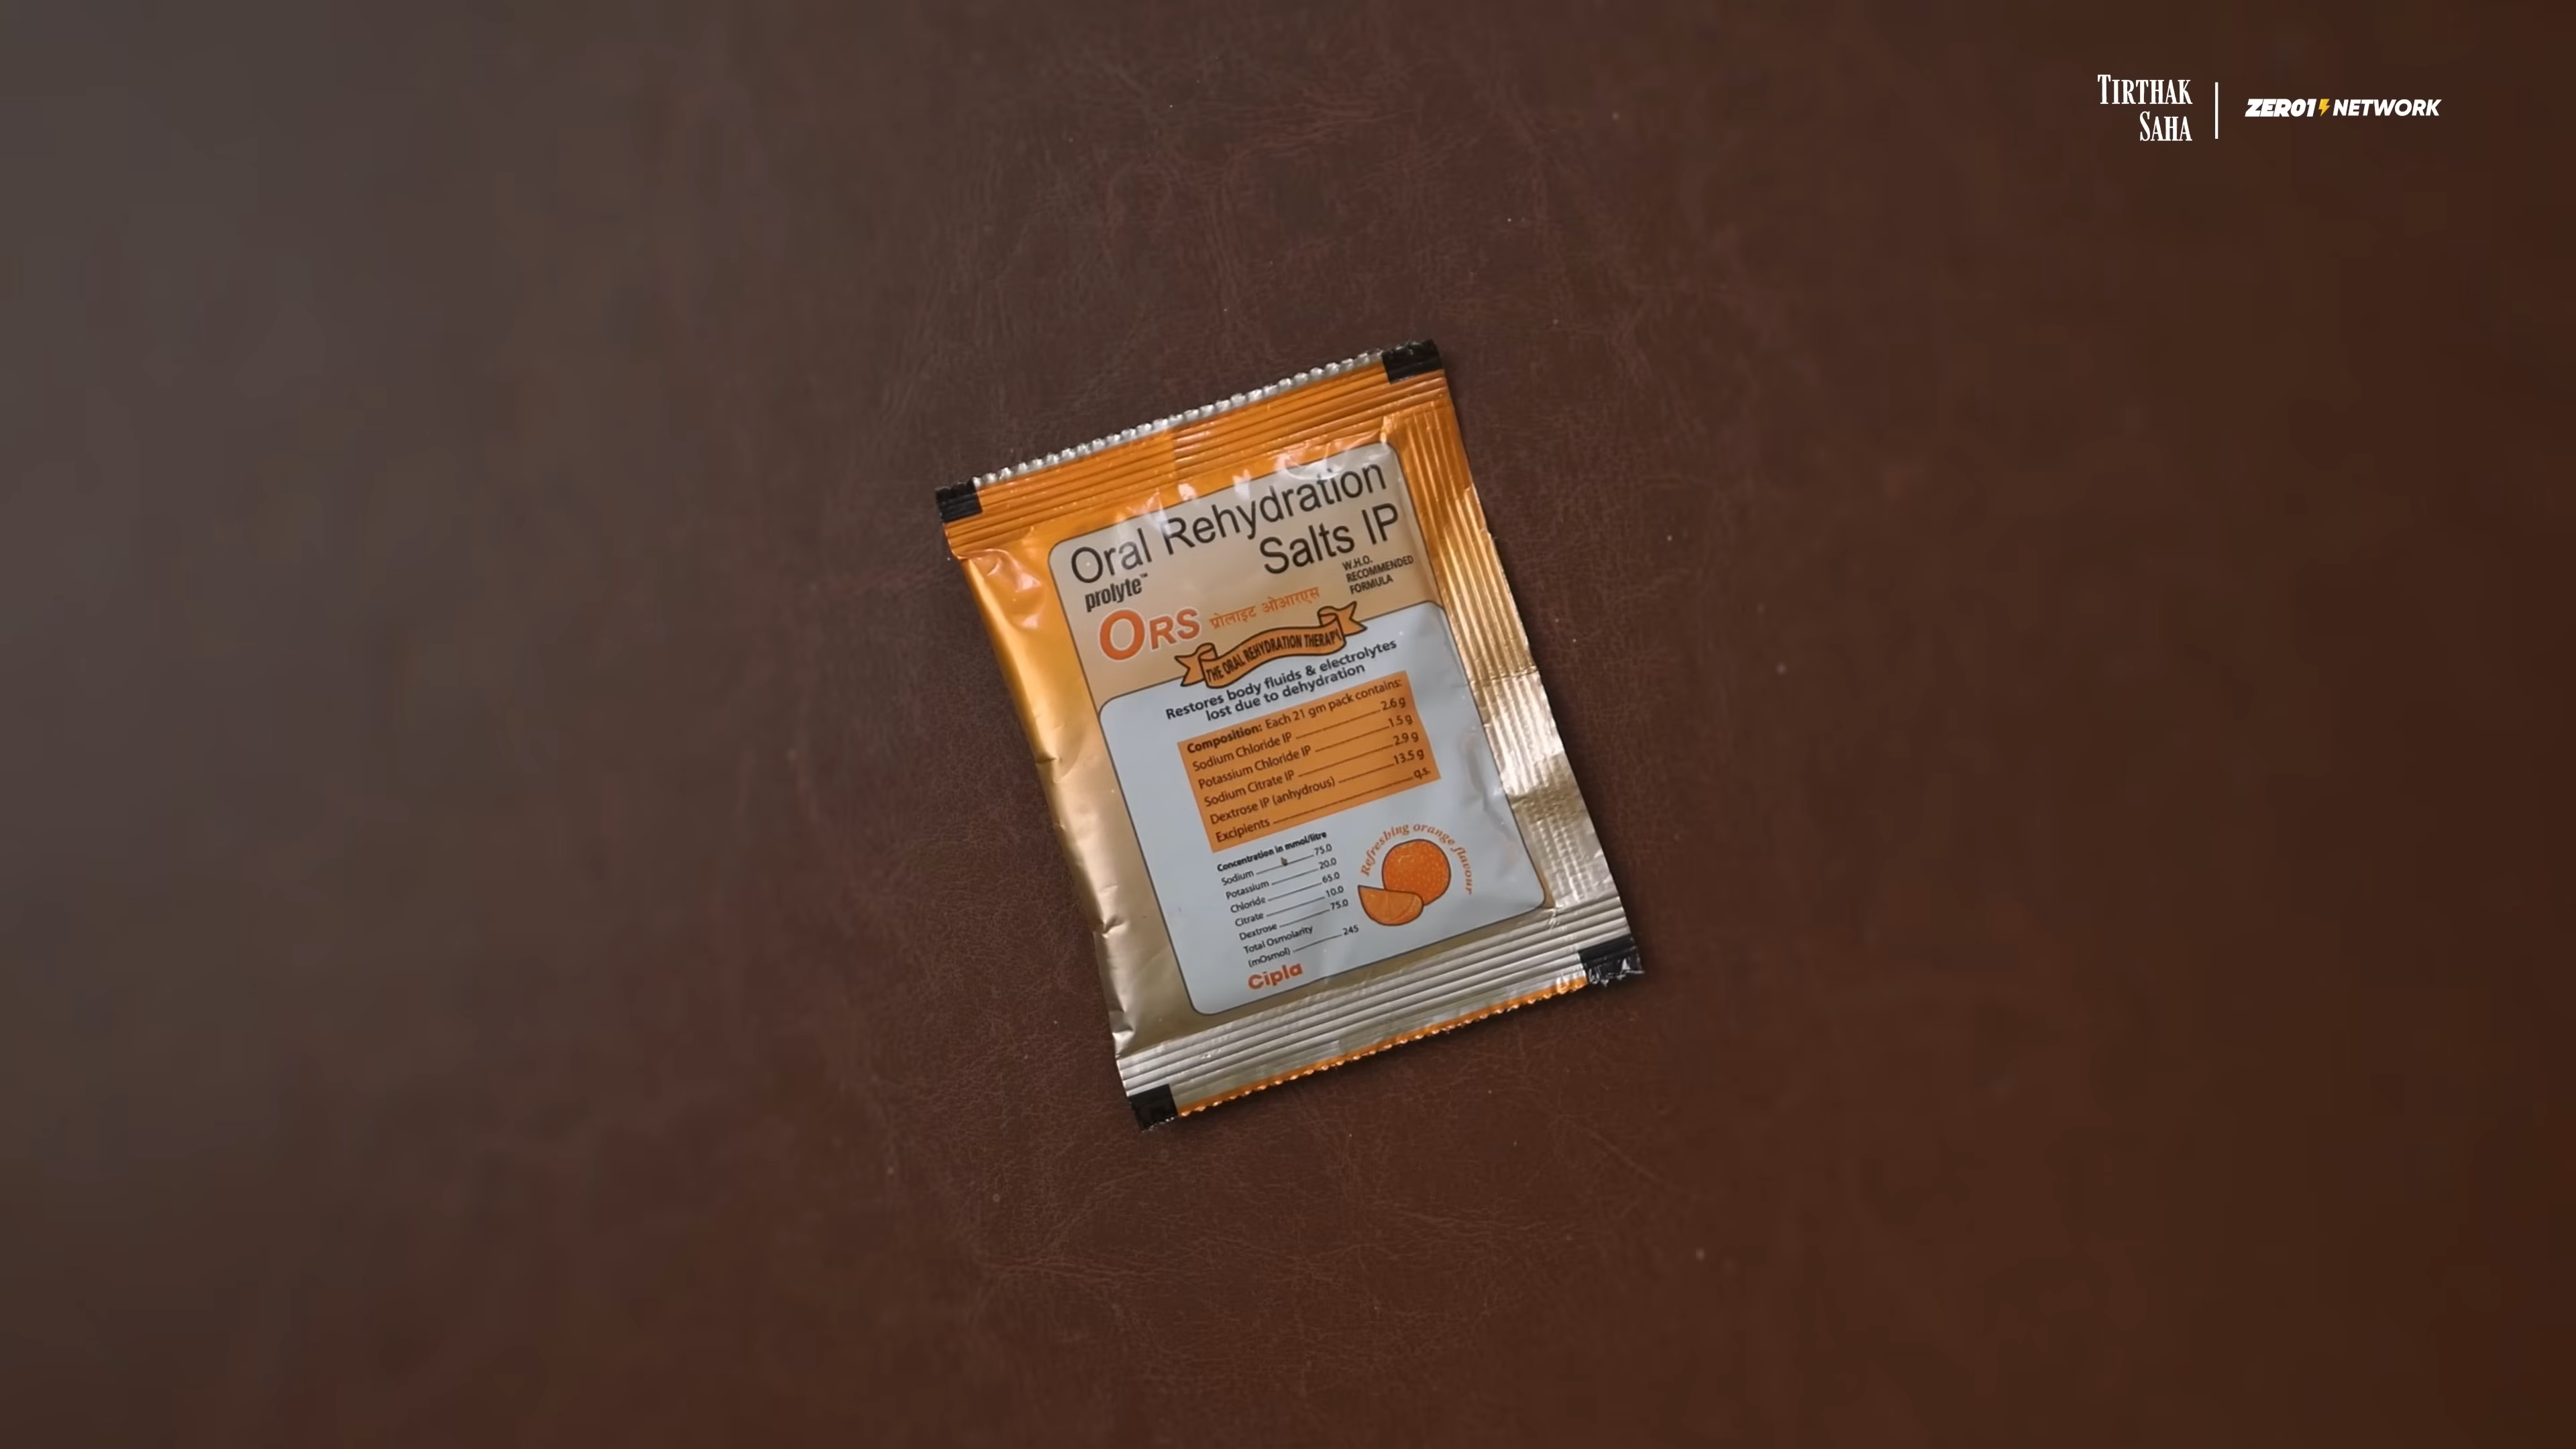 TIRTHAK
SAHA
ZERO1 NETWORK
Oral Rehydration
Salts IP
prolyte™
W.H.O.
RECOMMENDED
FORMULA
ORS प्रोलाइट ओआरएस
THE ORAL REHYDRATION THERAPY
Restores body fluids & electrolytes
lost due to dehydration
Composition: Each 21 gm pack contains:
Sodium Chloride IP 2.6 g
Potassium Chloride IP 1.5 g
Sodium Citrate IP 2.9 g
Dextrose IP (anhydrous) 13.5 g
Excipients q.s.
Concentration in mmol/litre
Sodium 75.0
Potassium 20.0
Chloride 65.0
Citrate 10.0
Dextrose 75.0
Total Osmolarity
(mOsmol) 245
Refreshing orange flavour
Cipla